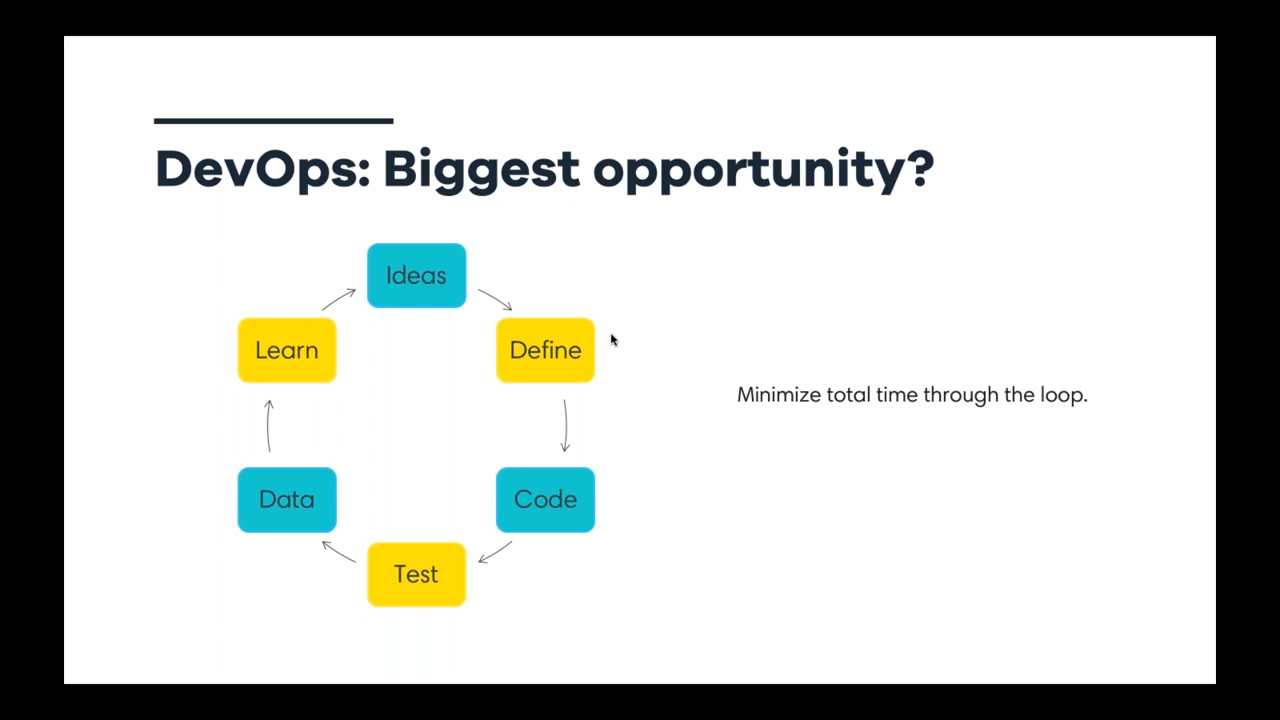 DevOps: Biggest opportunity?
Ideas
Learn
Define
Minimize total time through the loop.
Data
Code
Test